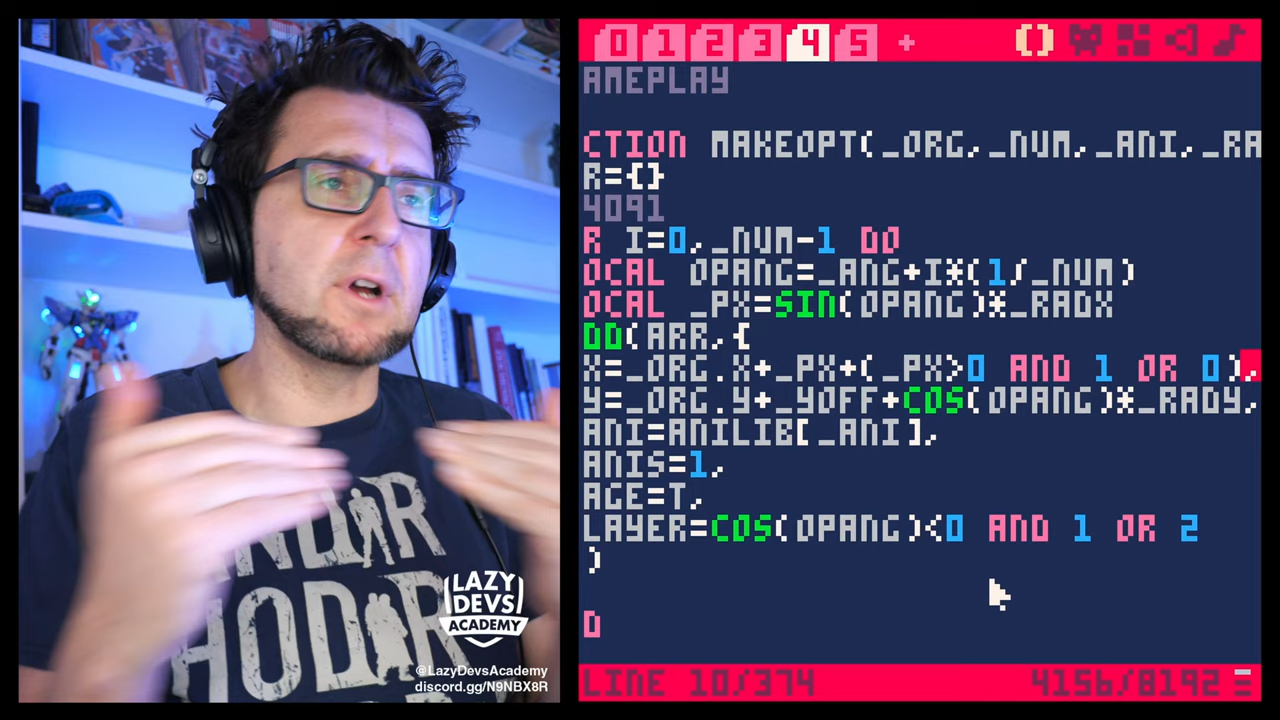 0 1 2 3 4 5 +
AMEPLAY
CTION MAKEOPT(_ORG,_NUM,_ANI,_RA
R={}
4091
R I=0,_NUM-1 DO
OCAL OPANG=_ANG+I*(1/_NUM)
OCAL _PX=SIN(OPANG)*_RADX
DD(ARR,{
X=_ORG.X+_PX+(_PX>0 AND 1 OR 0),
Y=_ORG.Y+_YOFF+COS(OPANG)*_RADY,
ANI=ANILIB[_ANI],
ANIS=1,
AGE=T,
LAYER=COS(OPANG)<0 AND 1 OR 2
)
D
LINE 10/374
4156/8192
HODOR
LAZY
DEVS
ACADEMY
@LazyDevsAcademy
discord.gg/N9NBX8R